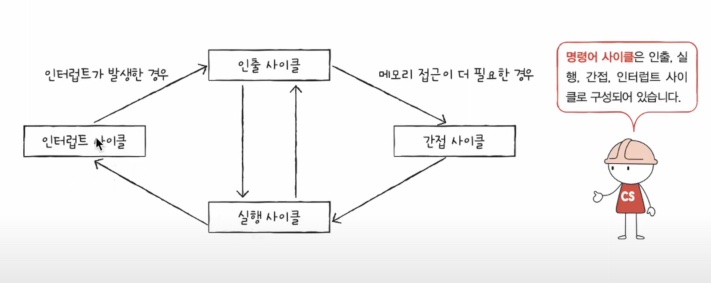 인출 사이클
인터럽트가 발생한 경우
메모리 접근이 더 필요한 경우
인터럽트 사이클
간접 사이클
실행 사이클
명령어 사이클은 인출, 실
행, 간접, 인터럽트 사이
클로 구성되어 있습니다.
CS